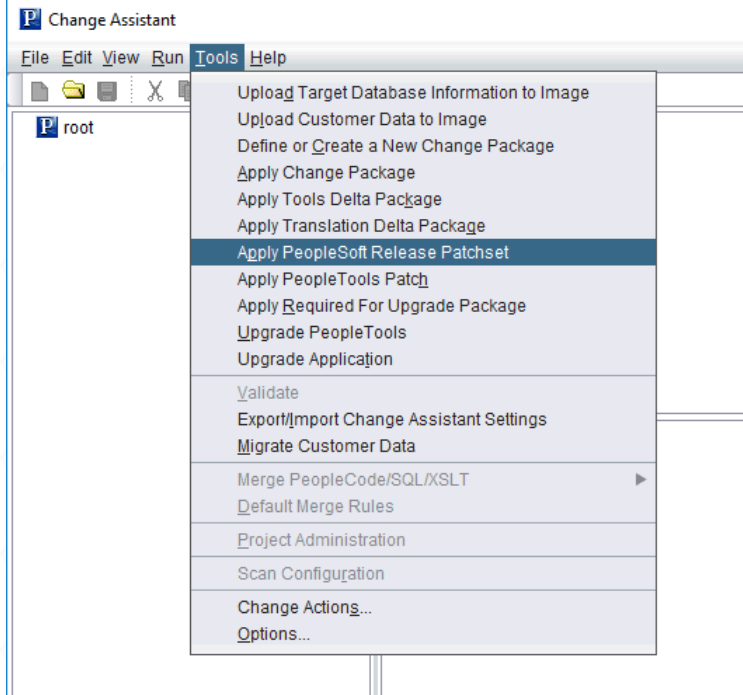 Change Assistant
File Edit View Run Tools Help
Upload Target Database Information to Image
Upload Customer Data to Image
root
Define or Create a New Change Package
Apply Change Package
Apply Tools Delta Package
Apply Translation Delta Package
Apply PeopleSoft Release Patchset
Apply PeopleTools Patch
Apply Required For Upgrade Package
Upgrade PeopleTools
Upgrade Application
Validate
Export/Import Change Assistant Settings
Migrate Customer Data
Merge PeopleCode/SQL/XSLT
Default Merge Rules
Project Administration
Scan Configuration
Change Actions...
Options...